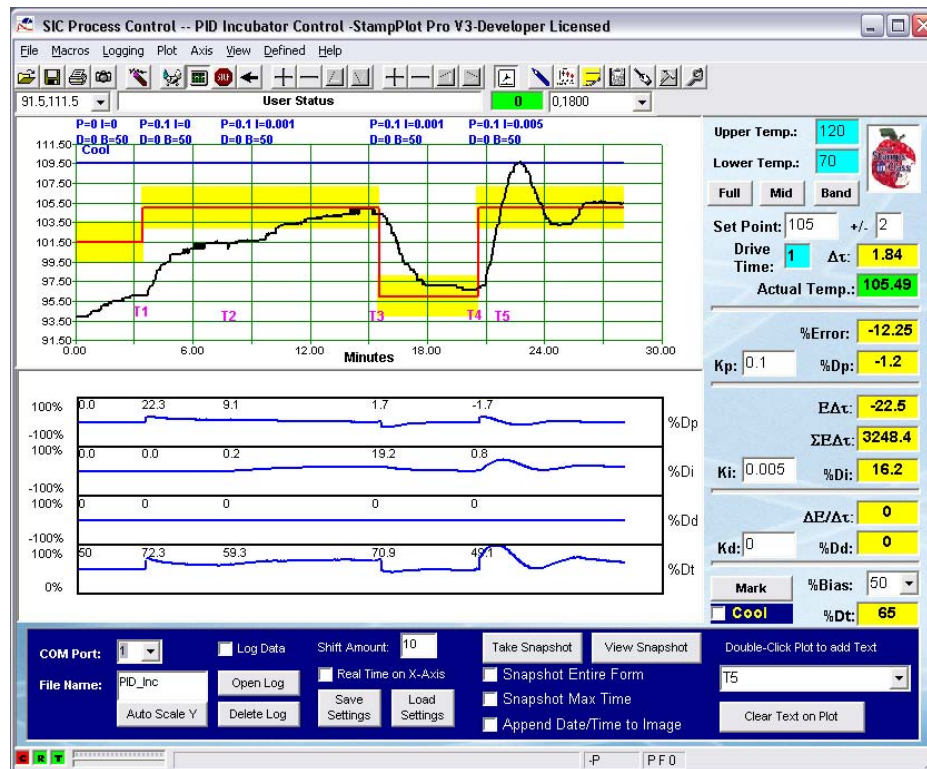 SIC Process Control -- PID Incubator Control -StampPlot Pro V3-Developer Licensed
File Macros Logging Plot Axis View Defined Help
91.5,111.5 User Status 0 0,1800
P=0 I=0 P=0.1 I=0 P=0.1 I=0.001 P=0.1 I=0.001 P=0.1 I=0.005
D=0 B=50 D=0 B=50 D=0 B=50 D=0 B=50 D=0 B=50
Cool
111.50
109.50
107.50
105.50
103.50
101.50
99.50
97.50
95.50
93.50
91.50
T1 T2 T3 T4 T5
0.00 6.00 12.00 18.00 24.00 30.00
Minutes
100% 0.0 22.3 9.1 1.7 -1.7
%Dp
-100%
100% 0.0 0.0 0.2 19.2 0.8
%Di
-100%
0 0 0 0 0
%Dd
-100%
100% 50 72.3 59.3 70.9 49.1
%Dt
0%
Upper Temp.: 120
Lower Temp.: 70
Stamps in Class
Full Mid Band
Set Point: 105 +/- 2
Drive Time: 1 Δτ: 1.84
Actual Temp.: 105.49
%Error: -12.25
Kp: 0.1 %Dp: -1.2
EΔτ: -22.5
ΣEΔτ: 3248.4
Ki: 0.005 %Di: 16.2
ΔE/Δτ: 0
Kd: 0 %Dd: 0
Mark %Bias: 50
Cool %Dt: 65
COM Port: 1 Log Data Shift Amount: 10 Take Snapshot View Snapshot Double-Click Plot to add Text
Real Time on X-Axis Snapshot Entire Form
File Name: PID_Inc Open Log T5
Save Settings Load Settings Snapshot Max Time
Auto Scale Y Delete Log Append Date/Time to Image Clear Text on Plot
C R T -P P F 0